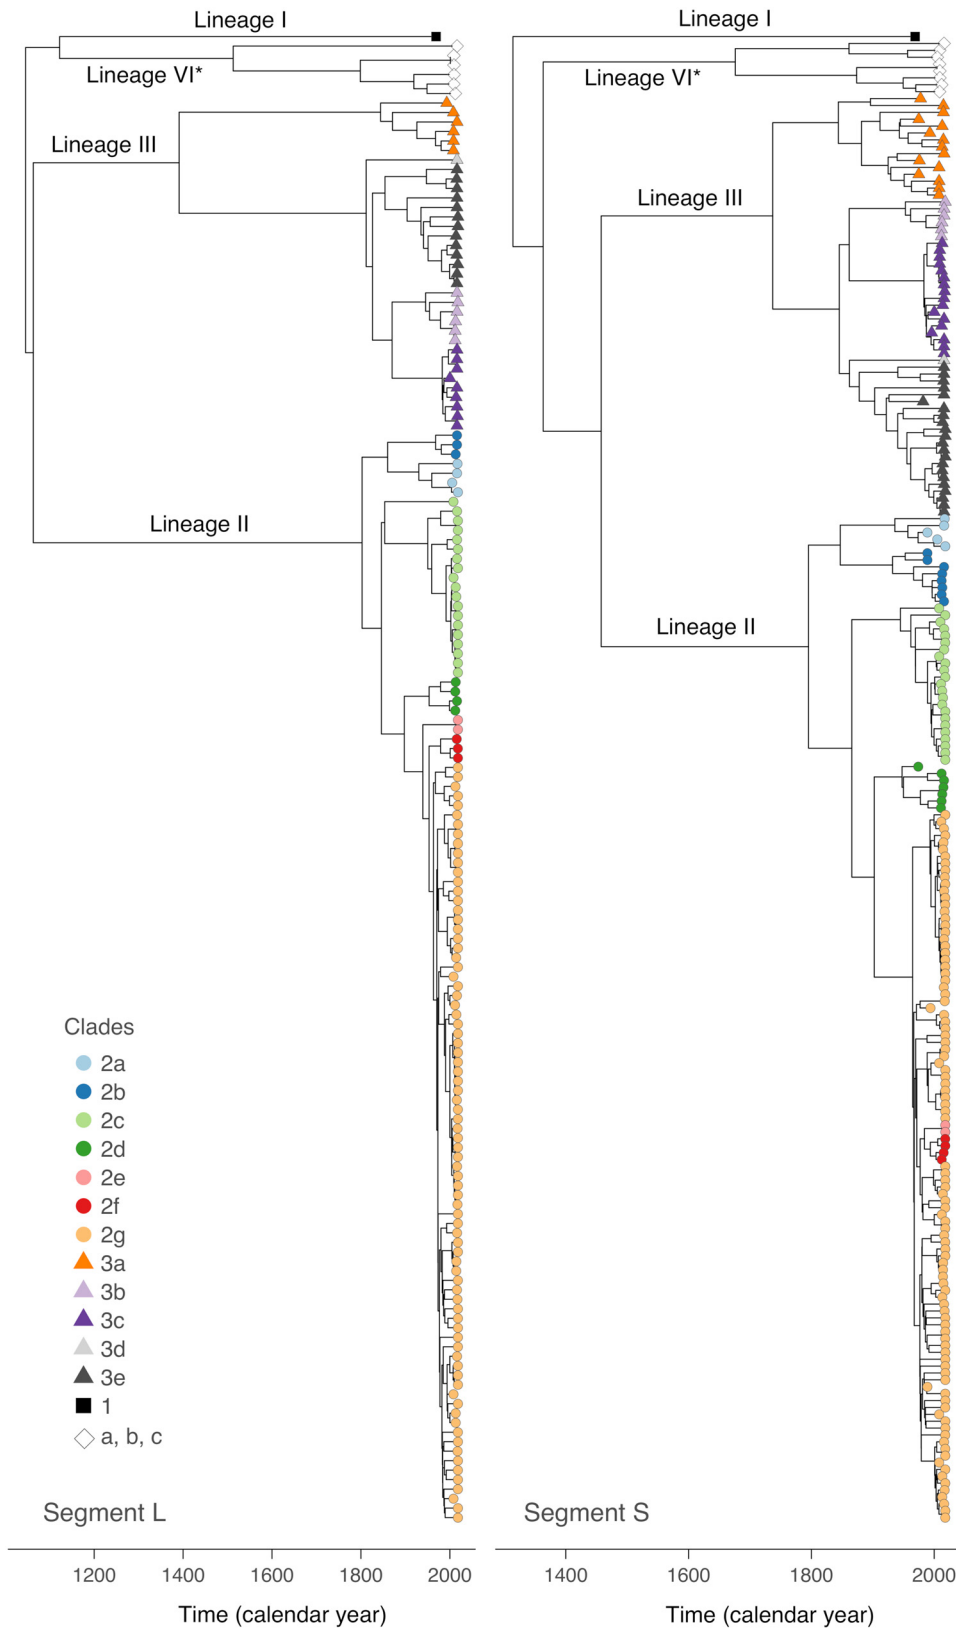 Lineage I
Lineage VI*
Lineage III
Lineage II
Clades
2a
2b
2c
2d
2e
2f
2g
3a
3b
3c
3d
3e
1
a, b, c
Segment L
1200 1400 1600 1800 2000
Time (calendar year)
Lineage I
Lineage VI*
Lineage III
Lineage II
Segment S
1400 1600 1800 2000
Time (calendar year)